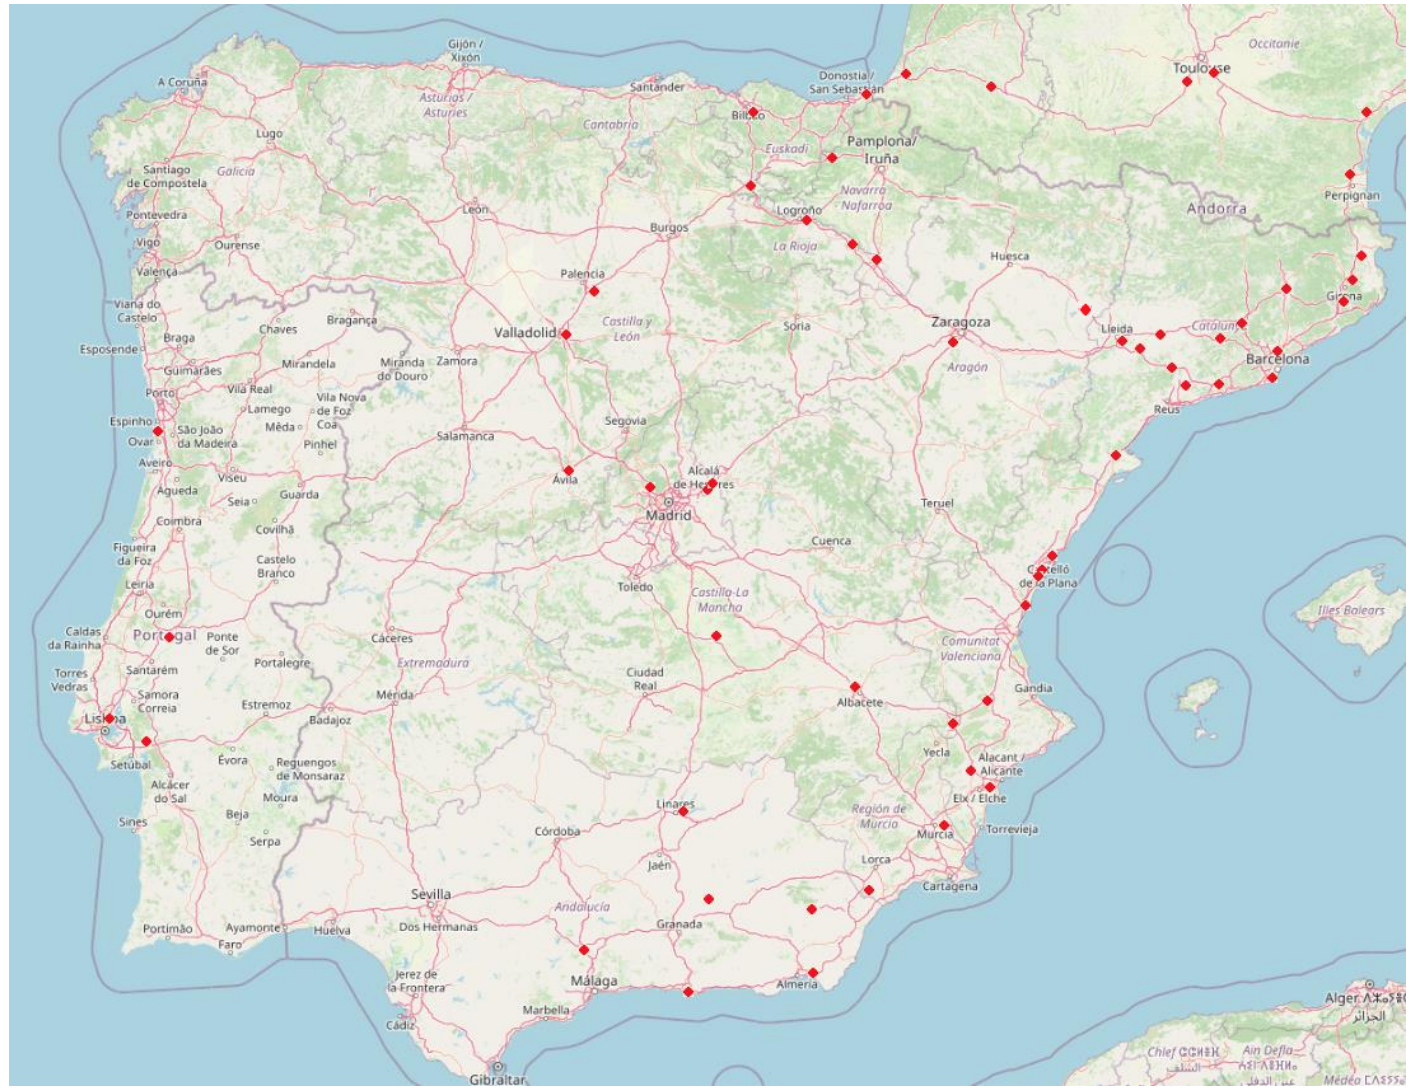 Gijón /
Xixón
A Coruña
Asturias /
Asturies
Santander
Cantabria
Donostia /
San Sebastián
Toulouse
Occitanie
Lugo
Bilbao
Euskadi
Pamplona/
Iruña
Santiago
de Compostela
Galicia
Perpignan
León
Navarra
Nafarroa
Andorra
Pontevedra
Logroño
Burgos
Vigo
Ourense
La Rioja
Huesca
Valença
Palencia
Girona
Viana do
Castelo
Bragança
Chaves
Castilla y
León
Soria
Zaragoza
Lleida
Valladolid
Braga
Esposende
Mirandela
Miranda
do Douro
Zamora
Barcelona
Guimarães
Aragón
Vila Real
Porto
Vila Nova
de Foz
Côa
Lamego
Reus
Espinho
São João
da Madeira
Mêda
Segovia
Ovar
Pinhel
Salamanca
Aveiro
Viseu
Ávila
Alcalá
de Henares
Águeda
Seia
Guarda
Teruel
Madrid
Coimbra
Covilhã
Cuenca
Figueira
da Foz
Castelo
Branco
Castelló
de la Plana
Leiria
Toledo
Castilla-La
Mancha
Ourém
Illes Balears
Caldas
da Rainha
Portugal
Ponte
de Sor
Cáceres
Comunitat
Valenciana
Santarém
Portalegre
Extremadura
Torres
Vedras
Ciudad
Real
Samora
Correia
Gandia
Mérida
Albacete
Estremoz
Lisboa
Badajoz
Yecla
Setúbal
Évora
Reguengos
de Monsaraz
Alacant /
Alicante
Alcácer
do Sal
Moura
Elx / Elche
Linares
Beja
Región de
Murcia
Sines
Córdoba
Murcia
Torrevieja
Serpa
Jaén
Lorca
Cartagena
Sevilla
Andalucía
Portimão
Ayamonte
Huelva
Dos Hermanas
Granada
Faro
Jerez de
la Frontera
Málaga
Almería
Marbella
Cádiz
Alger
الجزائر
Chlef
الشلف
Ain Defla
Médéa
Gibraltar